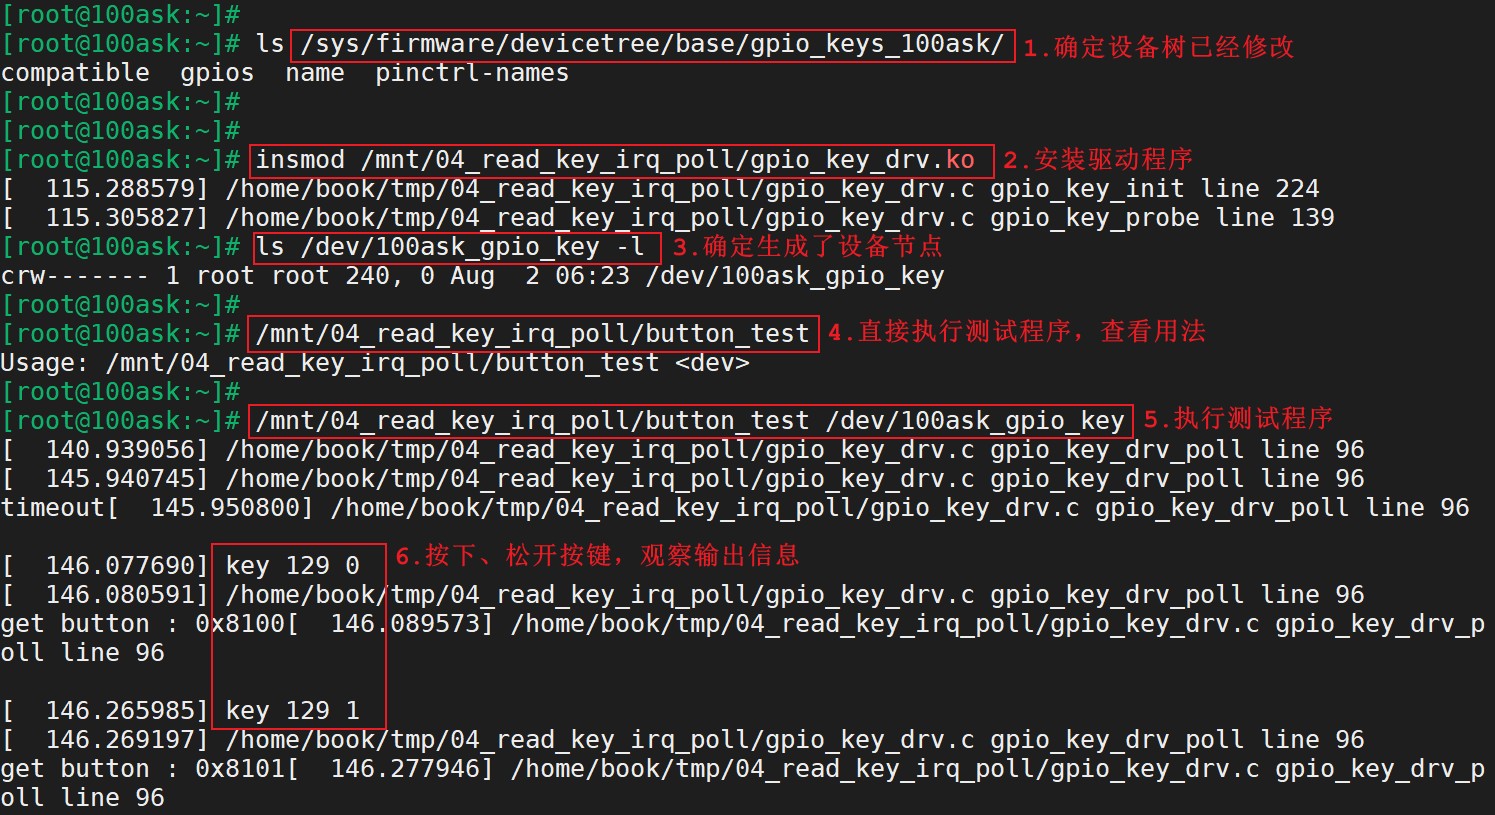 [root@100ask:~]#
[root@100ask:~]# ls /sys/firmware/devicetree/base/gpio_keys_100ask/ 1.确定设备树已经修改
compatible  gpios  name  pinctrl-names
[root@100ask:~]#
[root@100ask:~]#
[root@100ask:~]# insmod /mnt/04_read_key_irq_poll/gpio_key_drv.ko 2.安装驱动程序
[  115.288579] /home/book/tmp/04_read_key_irq_poll/gpio_key_drv.c gpio_key_init line 224
[  115.305827] /home/book/tmp/04_read_key_irq_poll/gpio_key_drv.c gpio_key_probe line 139
[root@100ask:~]# ls /dev/100ask_gpio_key -l 3.确定生成了设备节点
crw------- 1 root root 240, 0 Aug  2 06:23 /dev/100ask_gpio_key
[root@100ask:~]#
[root@100ask:~]# /mnt/04_read_key_irq_poll/button_test 4.直接执行测试程序，查看用法
Usage: /mnt/04_read_key_irq_poll/button_test <dev>
[root@100ask:~]#
[root@100ask:~]# /mnt/04_read_key_irq_poll/button_test /dev/100ask_gpio_key 5.执行测试程序
[  140.939056] /home/book/tmp/04_read_key_irq_poll/gpio_key_drv.c gpio_key_drv_poll line 96
[  145.940745] /home/book/tmp/04_read_key_irq_poll/gpio_key_drv.c gpio_key_drv_poll line 96
timeout[  145.950800] /home/book/tmp/04_read_key_irq_poll/gpio_key_drv.c gpio_key_drv_poll line 96
[  146.077690] key 129 0 6.按下、松开按键，观察输出信息
[  146.080591] /home/book/tmp/04_read_key_irq_poll/gpio_key_drv.c gpio_key_drv_poll line 96
get button : 0x8100[  146.089573] /home/book/tmp/04_read_key_irq_poll/gpio_key_drv.c gpio_key_drv_p
oll line 96
[  146.265985] key 129 1
[  146.269197] /home/book/tmp/04_read_key_irq_poll/gpio_key_drv.c gpio_key_drv_poll line 96
get button : 0x8101[  146.277946] /home/book/tmp/04_read_key_irq_poll/gpio_key_drv.c gpio_key_drv_p
oll line 96